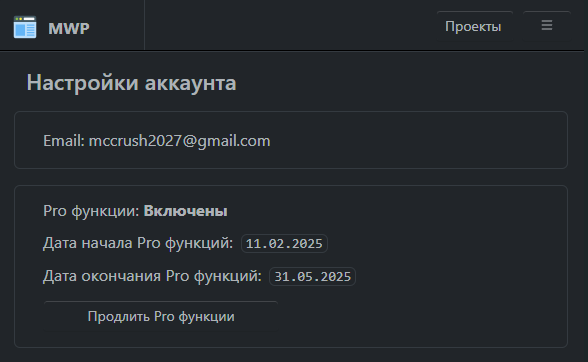 MWP
Проекты ☰
Настройки аккаунта
Email: mccrush2027@gmail.com
Pro функции: Включены
Дата начала Pro функций: 11.02.2025
Дата окончания Pro функций: 31.05.2025
Продлить Pro функции